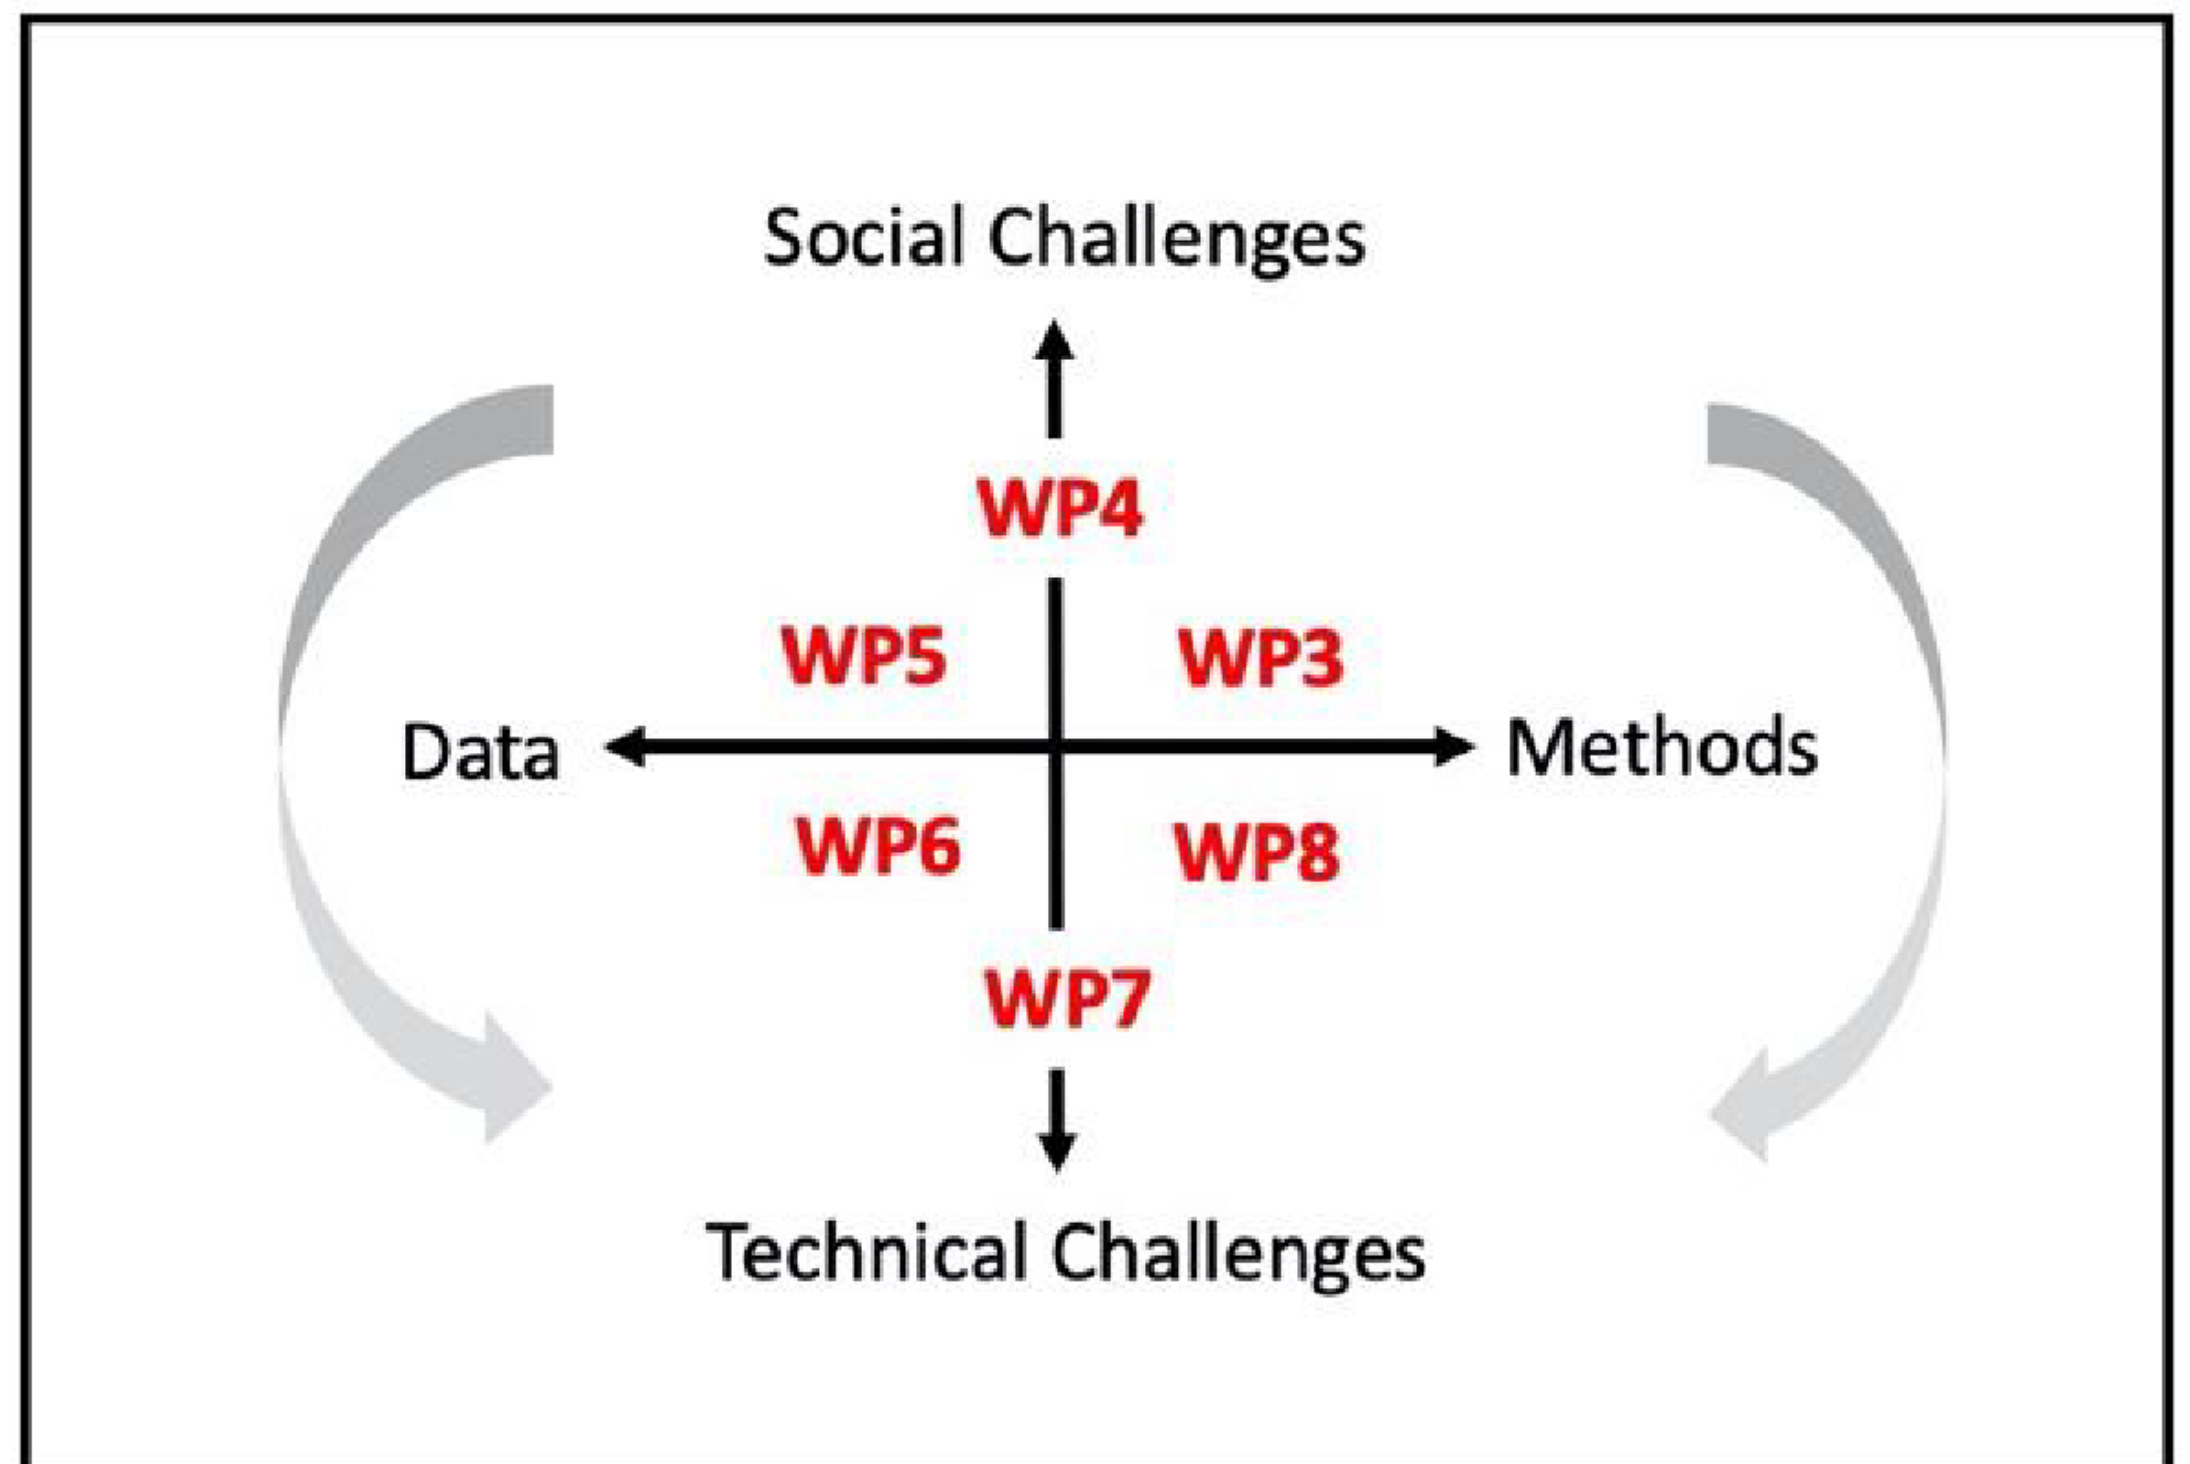 Social Challenges
WP4
WP5 WP3
Data Methods
WP6 WP8
WP7
Technical Challenges